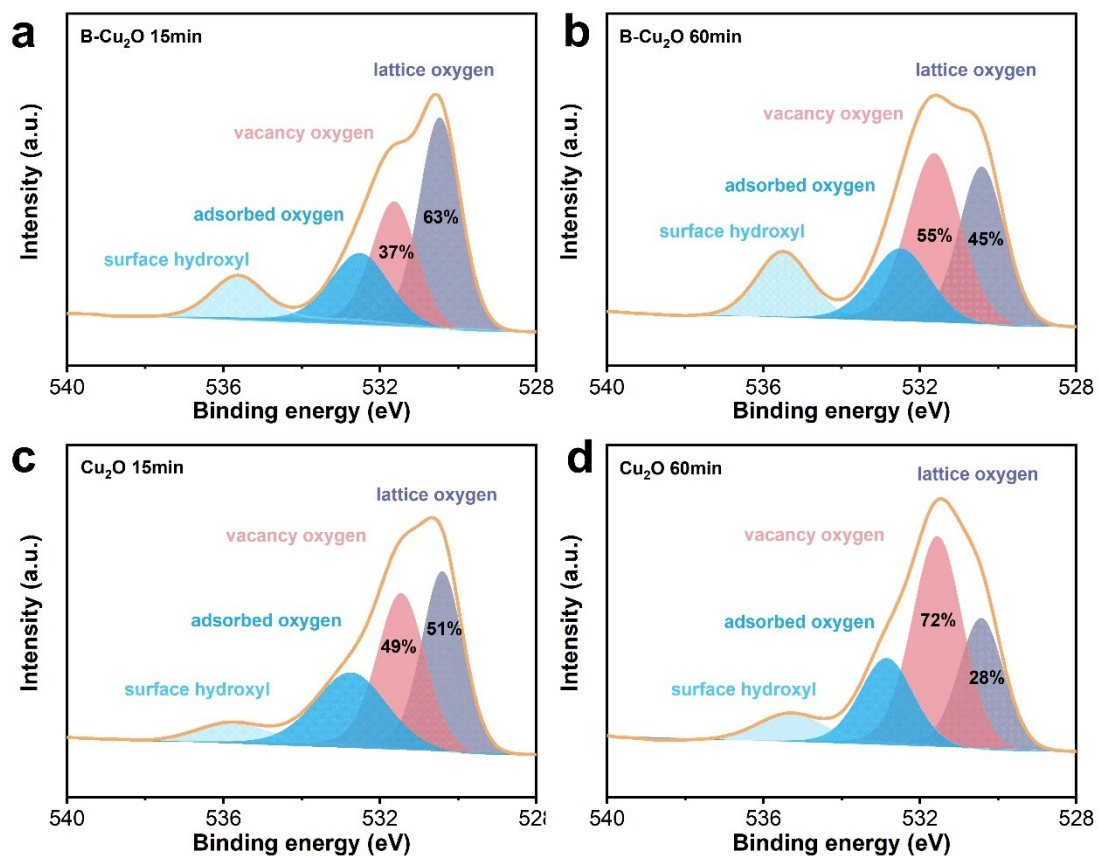 a
B-Cu₂O 15min
lattice oxygen
vacancy oxygen
adsorbed oxygen
surface hydroxyl
63%
37%
Intensity (a.u.)
540
536
532
528
Binding energy (eV)
b
B-Cu₂O 60min
lattice oxygen
vacancy oxygen
adsorbed oxygen
surface hydroxyl
55%
45%
Intensity (a.u.)
540
536
532
528
Binding energy (eV)
c
Cu₂O 15min
lattice oxygen
vacancy oxygen
adsorbed oxygen
surface hydroxyl
51%
49%
Intensity (a.u.)
540
536
532
528
Binding energy (eV)
d
Cu₂O 60min
lattice oxygen
vacancy oxygen
adsorbed oxygen
surface hydroxyl
72%
28%
Intensity (a.u.)
540
536
532
528
Binding energy (eV)